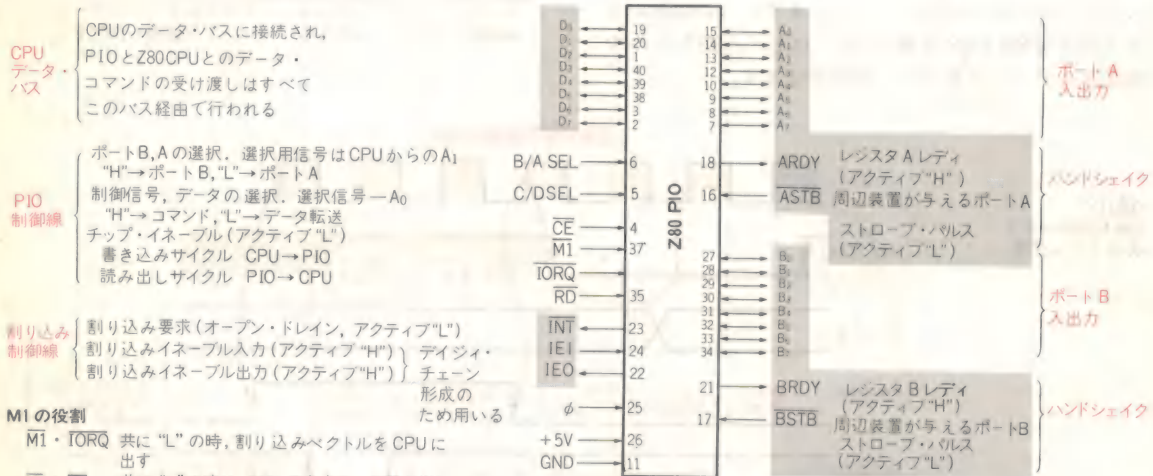 CPU
データ・
バス
CPUのデータ・バスに接続され,
PIOとZ80CPUとのデータ・
コマンドの受け渡しはすべて
このバス経由で行われる
PIO
制御線
ポートB,Aの選択．選択用信号はCPUからのA₁
"H"→ポートB,"L"→ポートA
制御信号, データの選択．選択信号—A₀
"H"→コマンド,"L"→データ転送
チップ・イネーブル(アクティブ"L")
書き込みサイクル CPU→PIO
読み出しサイクル PIO→CPU
割り込み
制御線
割り込み要求(オープン・ドレイン, アクティブ"L")
割り込みイネーブル入力(アクティブ"H")
割り込みイネーブル出力(アクティブ"H")
デイジィ・
チェーン
形成の
ため用いる
M1の役割
M1・IORQ 共に"L"の時, 割り込みベクトルをCPUに
出す
D₀ 19
D₁ 20
D₂ 1
D₃ 40
D₄ 39
D₅ 38
D₆ 3
D₇ 2
B/A SEL 6
C/DSEL 5
CE 4
M1 37
IORQ
RD 35
INT 23
IEI 24
IEO 22
φ 25
+5V 26
GND 11
Z80 PIO
15 A₀
14 A₁
13 A₂
12 A₃
10 A₄
9 A₅
8 A₆
7 A₇
ポートA
入出力
18 ARDY レジスタAレディ
(アクティブ"H")
16 ASTB 周辺装置が与えるポートA
ストローブ・パルス
(アクティブ"L")
ハンドシェイク
27 B₀
28 B₁
29 B₂
30 B₃
31 B₄
32 B₅
33 B₆
34 B₇
ポートB
入出力
21 BRDY レジスタBレディ
(アクティブ"H")
17 BSTB 周辺装置が与えるポートB
ストローブ・パルス
(アクティブ"L")
ハンドシェイク